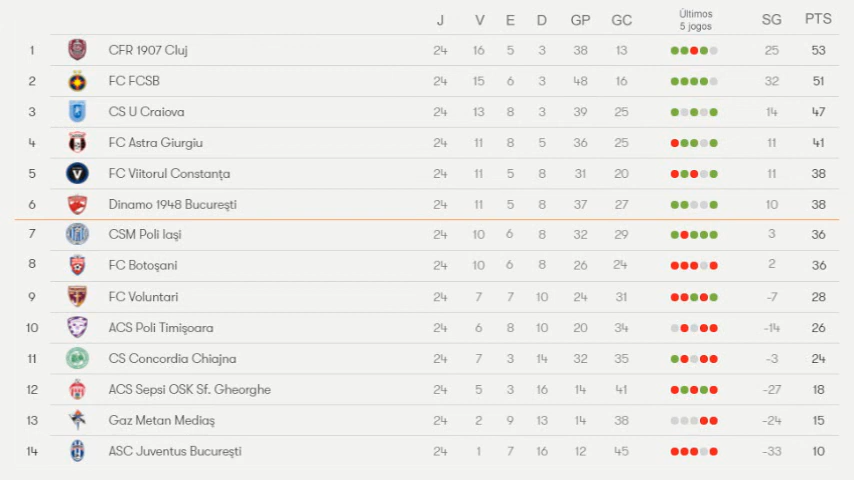 J V E D GP GC Últimos 5 jogos SG PTS
1 CFR 1907 Cluj 24 16 5 3 38 13 25 53
2 FC FCSB 24 15 6 3 48 16 32 51
3 CS U Craiova 24 13 8 3 39 25 14 47
4 FC Astra Giurgiu 24 11 8 5 36 25 11 41
5 FC Viitorul Constanţa 24 11 5 8 31 20 11 38
6 Dinamo 1948 Bucureşti 24 11 5 8 37 27 10 38
7 CSM Poli Iaşi 24 10 6 8 32 29 3 36
8 FC Botoşani 24 10 6 8 26 24 2 36
9 FC Voluntari 24 7 7 10 24 31 -7 28
10 ACS Poli Timişoara 24 6 8 10 20 34 -14 26
11 CS Concordia Chiajna 24 7 3 14 32 35 -3 24
12 ACS Sepsi OSK Sf. Gheorghe 24 5 3 16 14 41 -27 18
13 Gaz Metan Mediaş 24 2 9 13 14 38 -24 15
14 ASC Juventus Bucureşti 24 1 7 16 12 45 -33 10